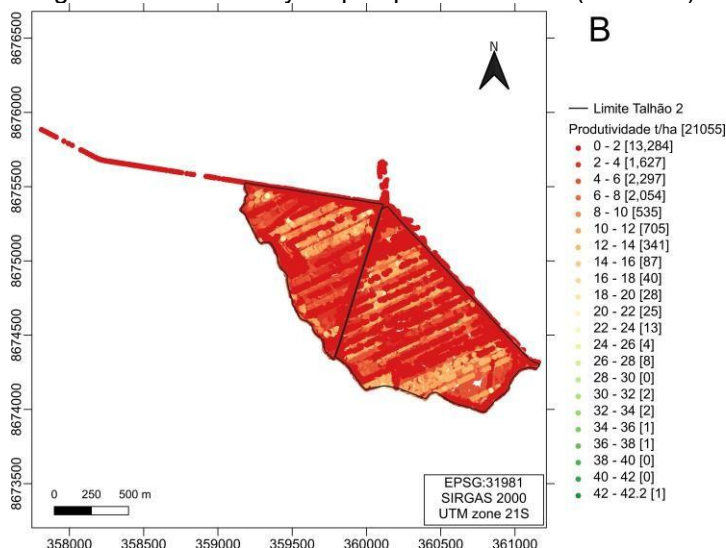 B
N
Limite Talhão 2
Produtividade t/ha [21055]
0 - 2 [13,284]
2 - 4 [1,627]
4 - 6 [2,297]
6 - 8 [2,054]
8 - 10 [535]
10 - 12 [705]
12 - 14 [341]
14 - 16 [87]
16 - 18 [40]
18 - 20 [28]
20 - 22 [25]
22 - 24 [13]
24 - 26 [4]
26 - 28 [8]
28 - 30 [0]
30 - 32 [2]
32 - 34 [2]
34 - 36 [1]
36 - 38 [1]
38 - 40 [0]
40 - 42 [0]
42 - 42.2 [1]
8676500
8676000
8675500
8675000
8674500
8674000
8673500
0 250 500 m
EPSG:31981
SIRGAS 2000
UTM zone 21S
358000 358500 359000 359500 360000 360500 361000